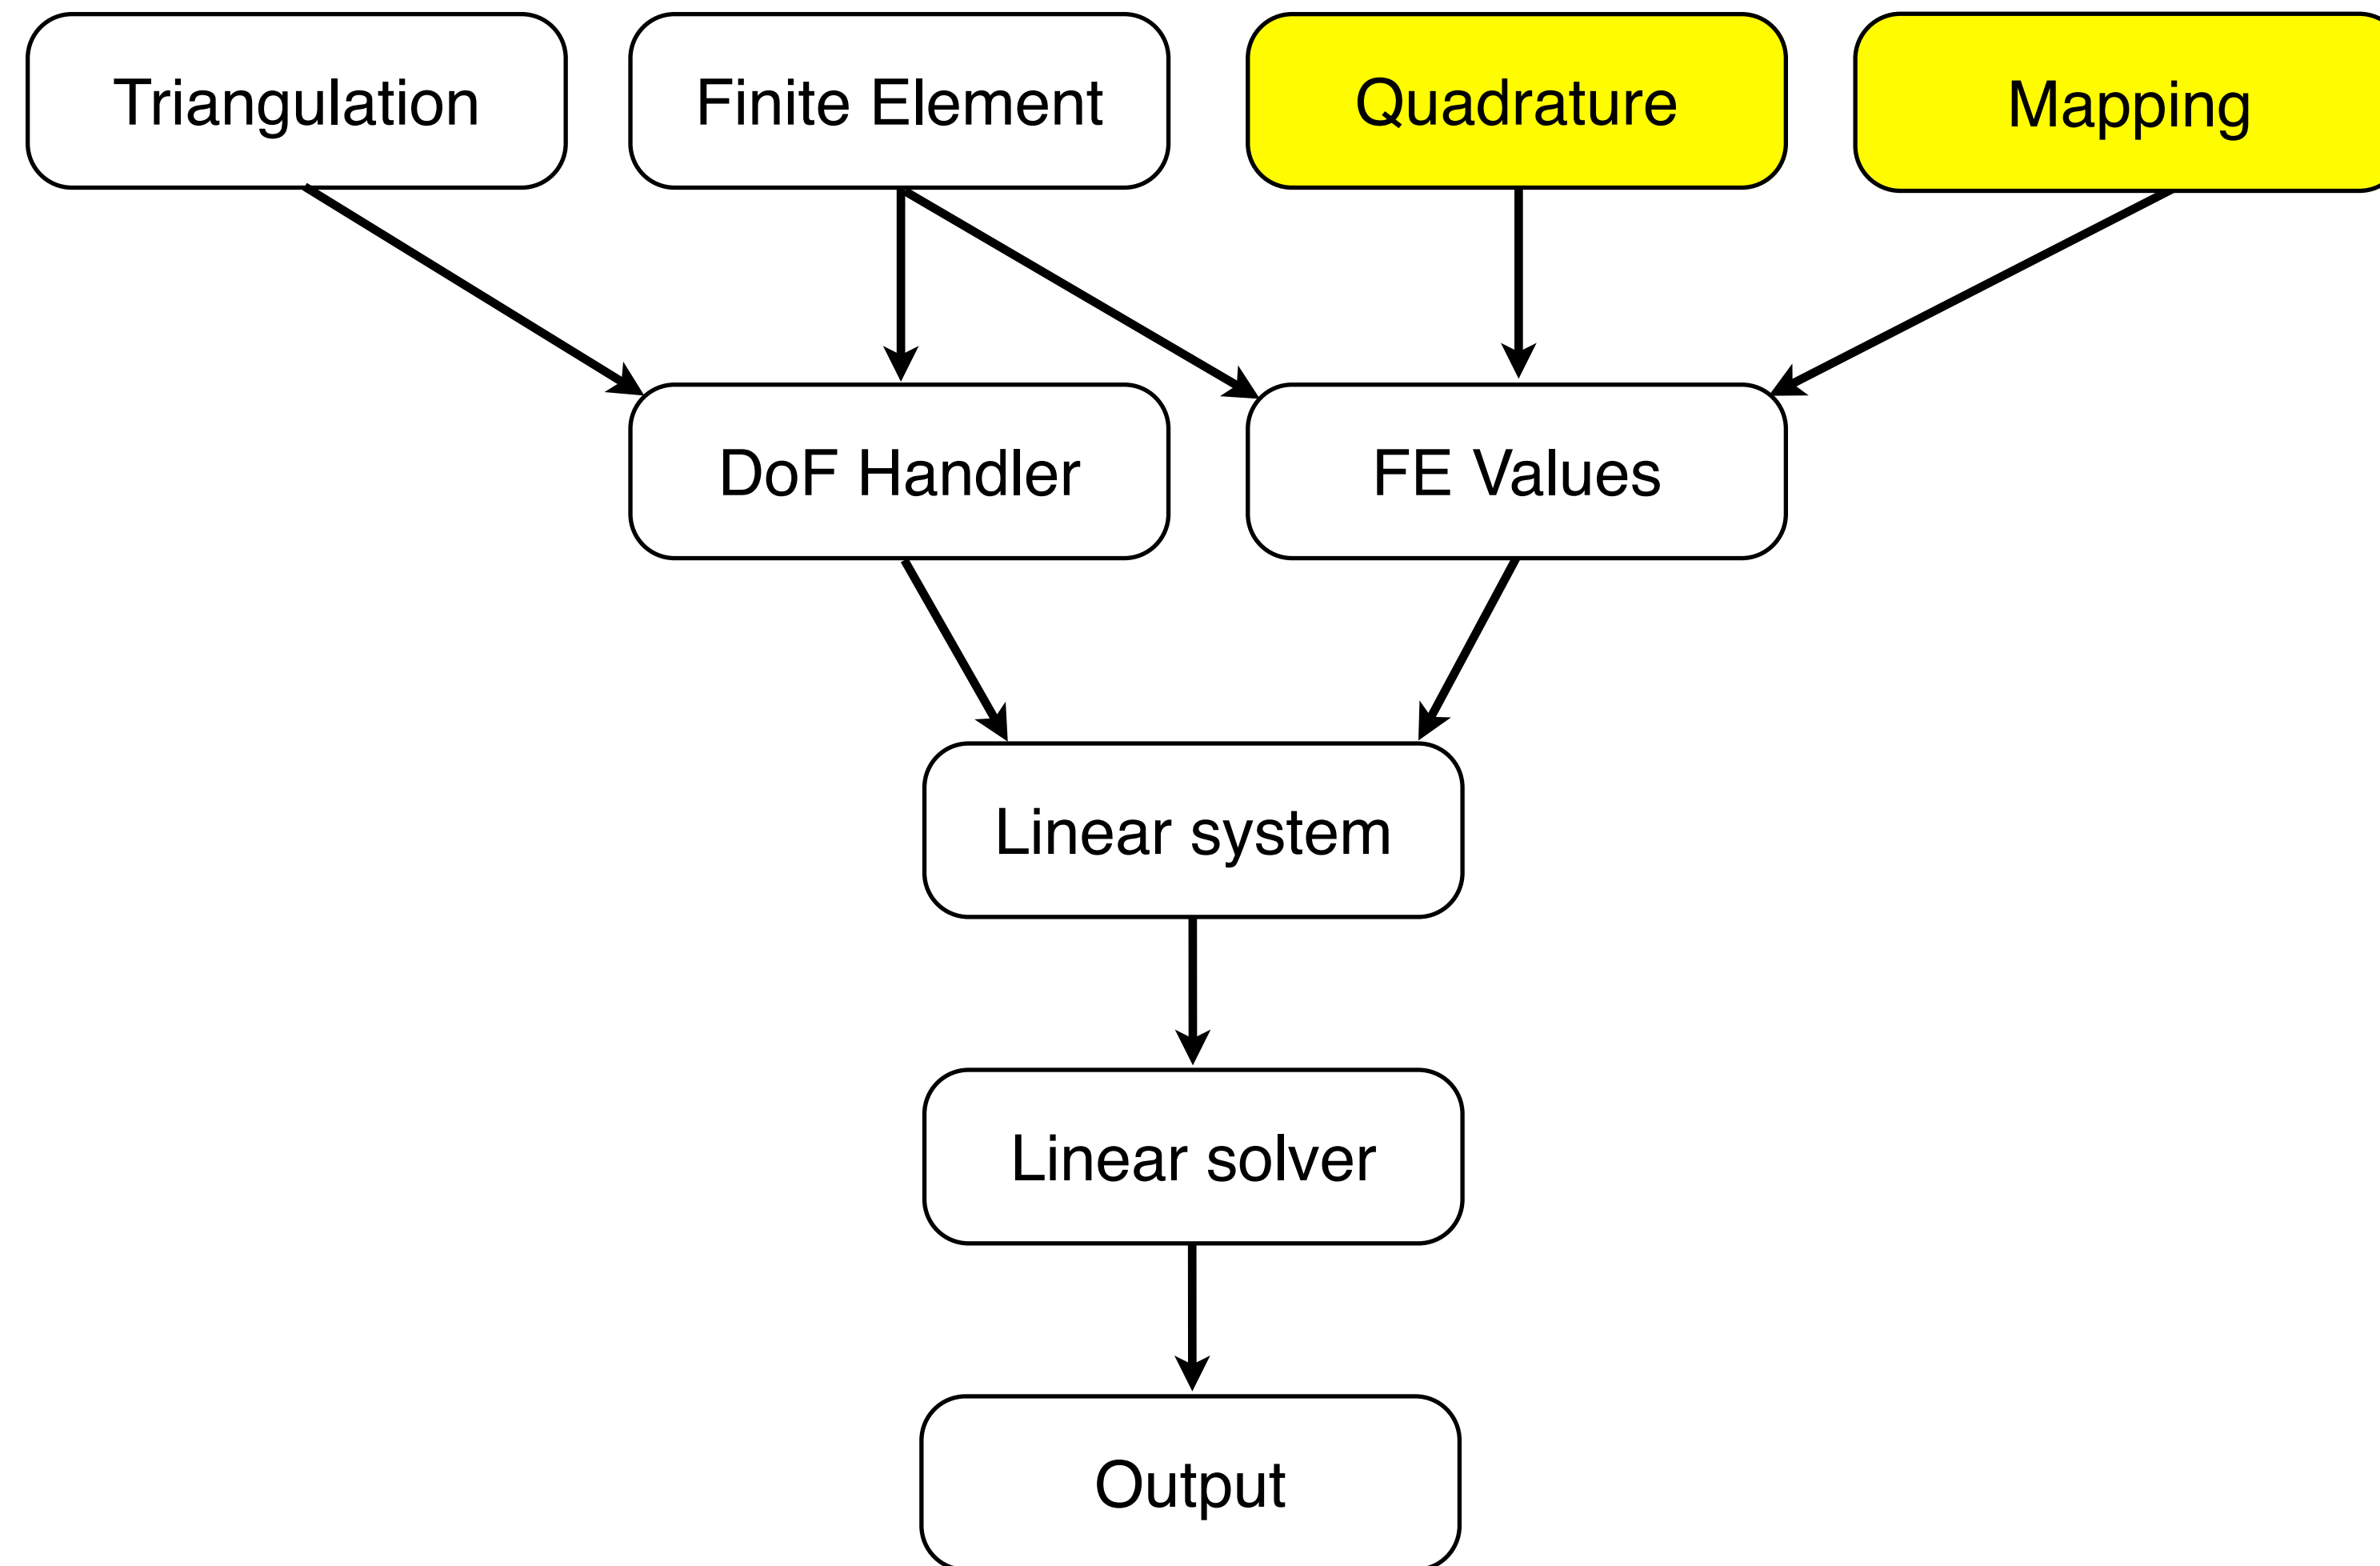 Triangulation
Finite Element
Quadrature
Mapping
DoF Handler
FE Values
Linear system
Linear solver
Output